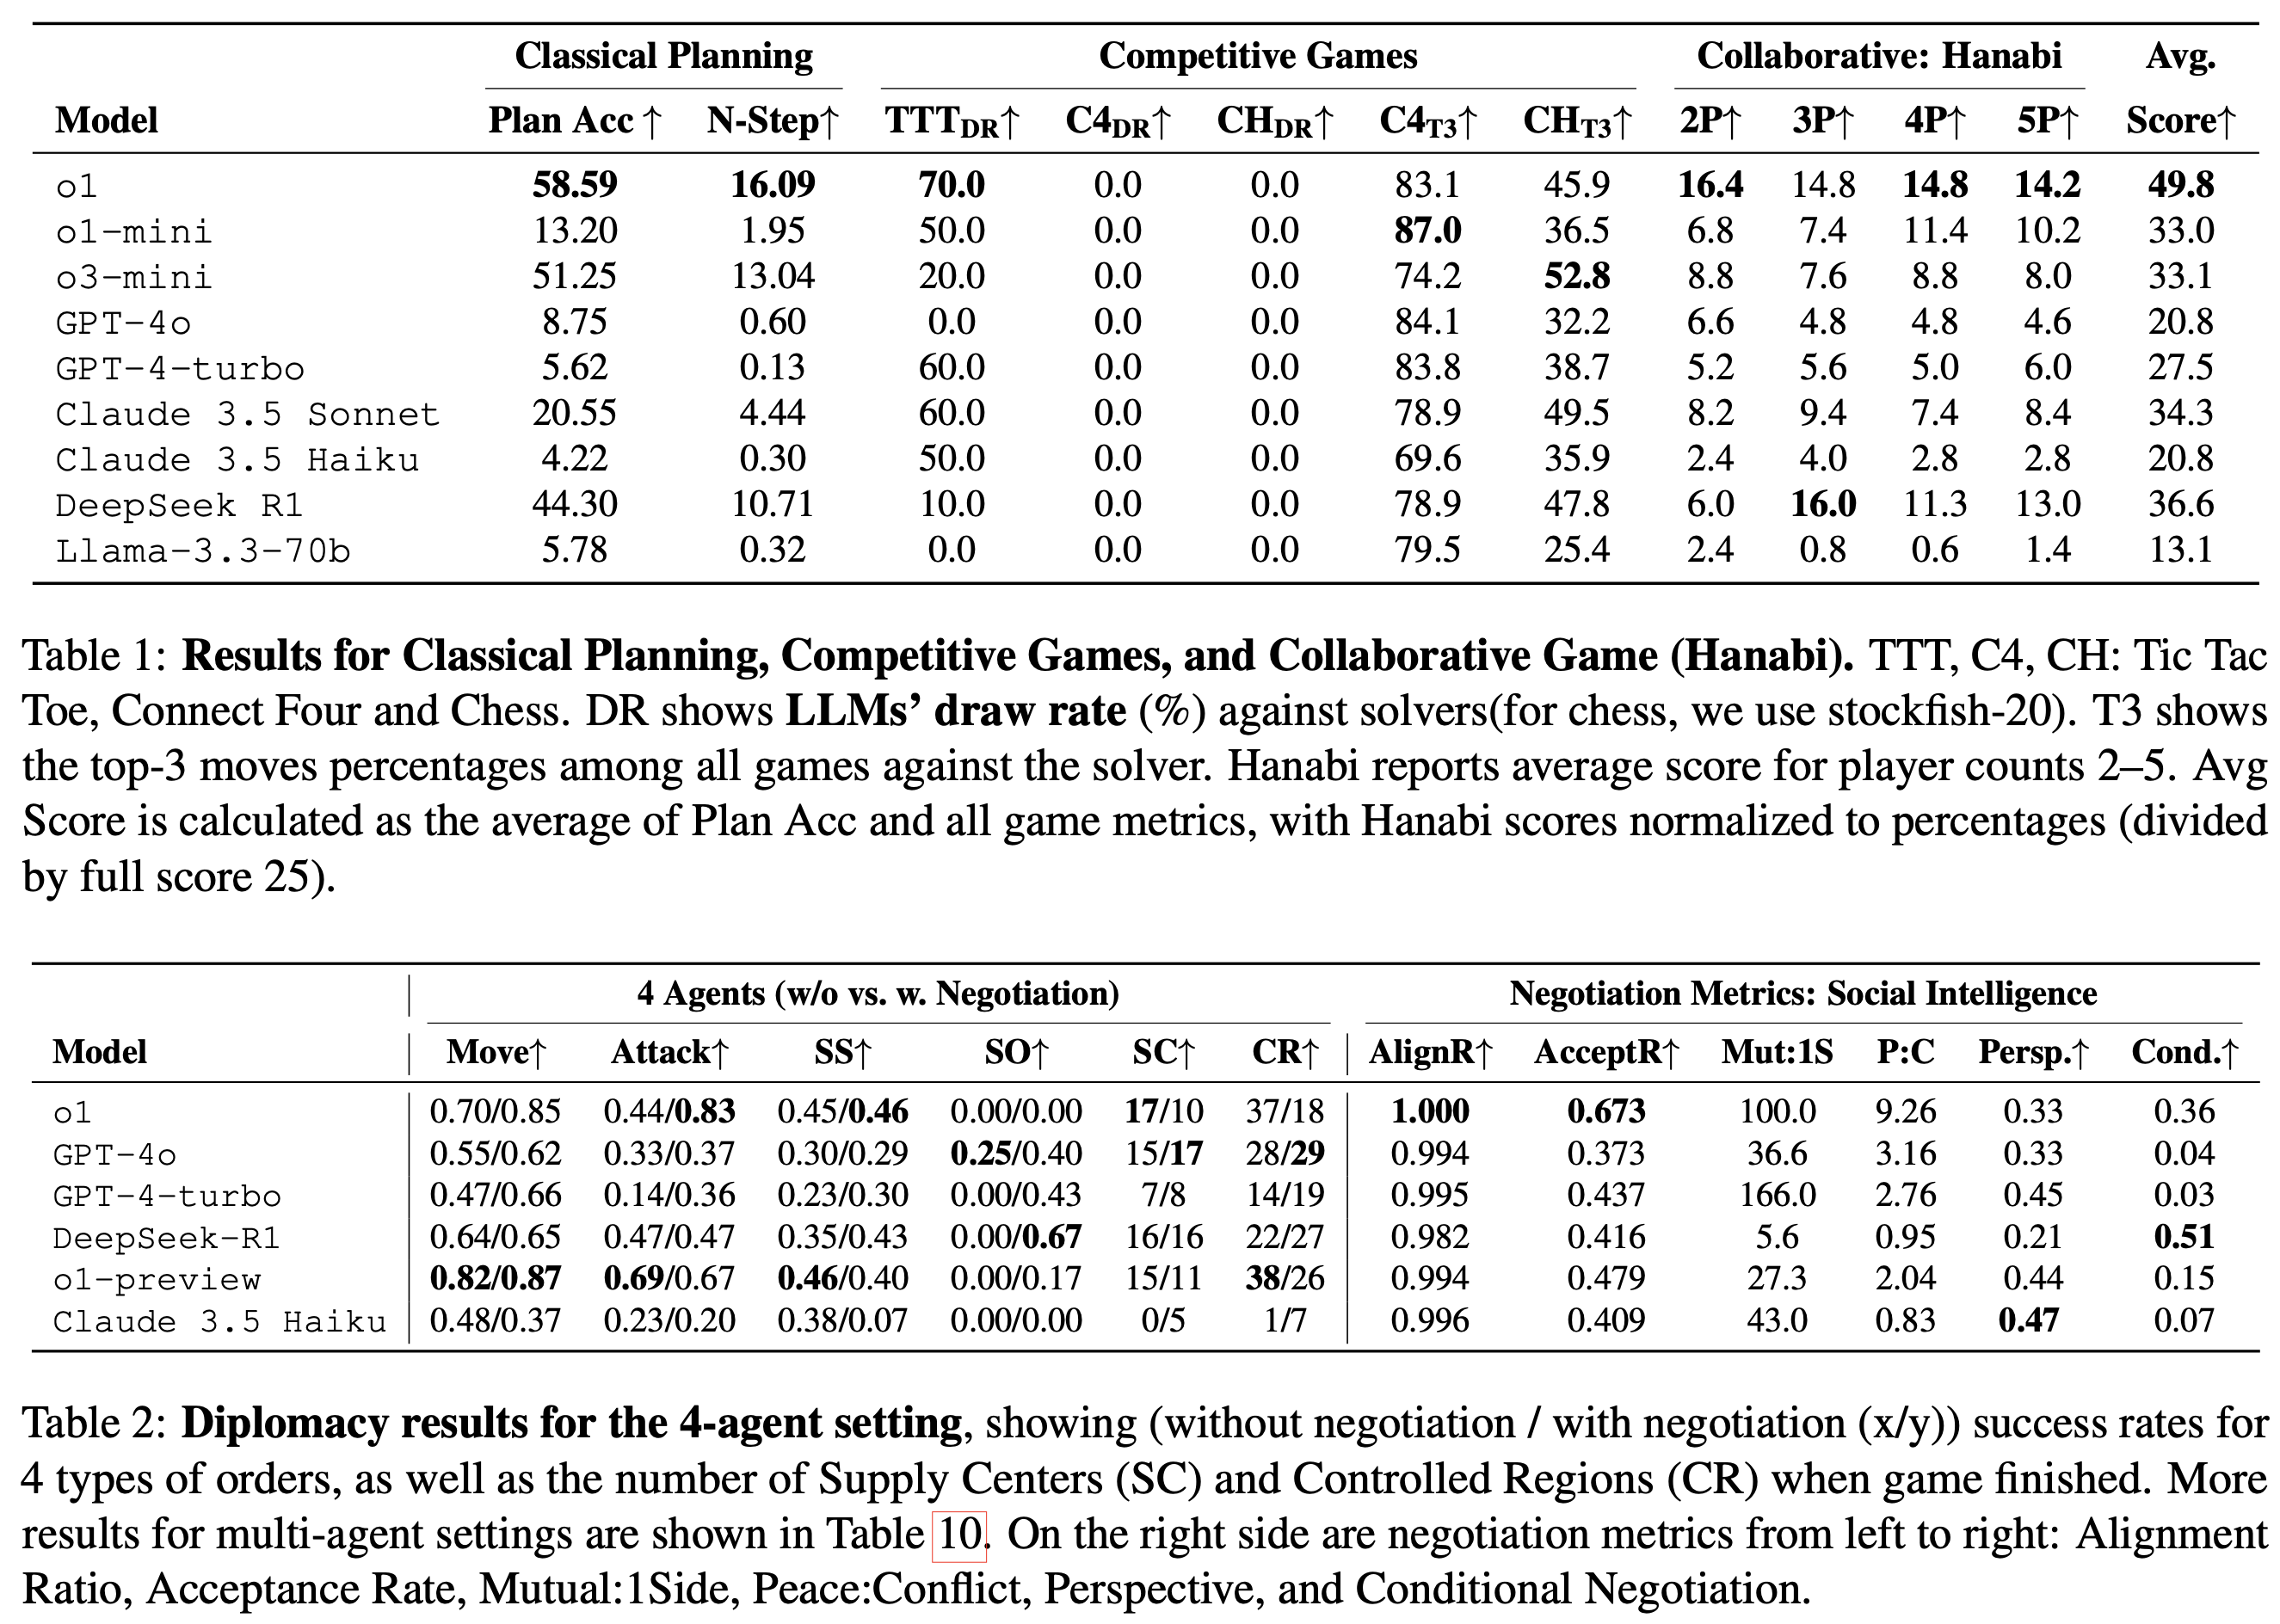 Classical Planning Competitive Games Collaborative: Hanabi Avg.
Model Plan Acc ↑ N-Step↑ TTT_DR↑ C4_DR↑ CH_DR↑ C4_T3↑ CH_T3↑ 2P↑ 3P↑ 4P↑ 5P↑ Score↑
o1 58.59 16.09 70.0 0.0 0.0 83.1 45.9 16.4 14.8 14.8 14.2 49.8
o1-mini 13.20 1.95 50.0 0.0 0.0 87.0 36.5 6.8 7.4 11.4 10.2 33.0
o3-mini 51.25 13.04 20.0 0.0 0.0 74.2 52.8 8.8 7.6 8.8 8.0 33.1
GPT-4o 8.75 0.60 0.0 0.0 0.0 84.1 32.2 6.6 4.8 4.8 4.6 20.8
GPT-4-turbo 5.62 0.13 60.0 0.0 0.0 83.8 38.7 5.2 5.6 5.0 6.0 27.5
Claude 3.5 Sonnet 20.55 4.44 60.0 0.0 0.0 78.9 49.5 8.2 9.4 7.4 8.4 34.3
Claude 3.5 Haiku 4.22 0.30 50.0 0.0 0.0 69.6 35.9 2.4 4.0 2.8 2.8 20.8
DeepSeek R1 44.30 10.71 10.0 0.0 0.0 78.9 47.8 6.0 16.0 11.3 13.0 36.6
Llama-3.3-70b 5.78 0.32 0.0 0.0 0.0 79.5 25.4 2.4 0.8 0.6 1.4 13.1
Table 1: Results for Classical Planning, Competitive Games, and Collaborative Game (Hanabi). TTT, C4, CH: Tic Tac
Toe, Connect Four and Chess. DR shows LLMs’ draw rate (%) against solvers(for chess, we use stockfish-20). T3 shows
the top-3 moves percentages among all games against the solver. Hanabi reports average score for player counts 2–5. Avg
Score is calculated as the average of Plan Acc and all game metrics, with Hanabi scores normalized to percentages (divided
by full score 25).
4 Agents (w/o vs. w. Negotiation) Negotiation Metrics: Social Intelligence
Model Move↑ Attack↑ SS↑ SO↑ SC↑ CR↑ AlignR↑ AcceptR↑ Mut:1S P:C Persp.↑ Cond.↑
o1 0.70/0.85 0.44/0.83 0.45/0.46 0.00/0.00 17/10 37/18 1.000 0.673 100.0 9.26 0.33 0.36
GPT-4o 0.55/0.62 0.33/0.37 0.30/0.29 0.25/0.40 15/17 28/29 0.994 0.373 36.6 3.16 0.33 0.04
GPT-4-turbo 0.47/0.66 0.14/0.36 0.23/0.30 0.00/0.43 7/8 14/19 0.995 0.437 166.0 2.76 0.45 0.03
DeepSeek-R1 0.64/0.65 0.47/0.47 0.35/0.43 0.00/0.67 16/16 22/27 0.982 0.416 5.6 0.95 0.21 0.51
o1-preview 0.82/0.87 0.69/0.67 0.46/0.40 0.00/0.17 15/11 38/26 0.994 0.479 27.3 2.04 0.44 0.15
Claude 3.5 Haiku 0.48/0.37 0.23/0.20 0.38/0.07 0.00/0.00 0/5 1/7 0.996 0.409 43.0 0.83 0.47 0.07
Table 2: Diplomacy results for the 4-agent setting, showing (without negotiation / with negotiation (x/y)) success rates for
4 types of orders, as well as the number of Supply Centers (SC) and Controlled Regions (CR) when game finished. More
results for multi-agent settings are shown in Table 10. On the right side are negotiation metrics from left to right: Alignment
Ratio, Acceptance Rate, Mutual:1Side, Peace:Conflict, Perspective, and Conditional Negotiation.